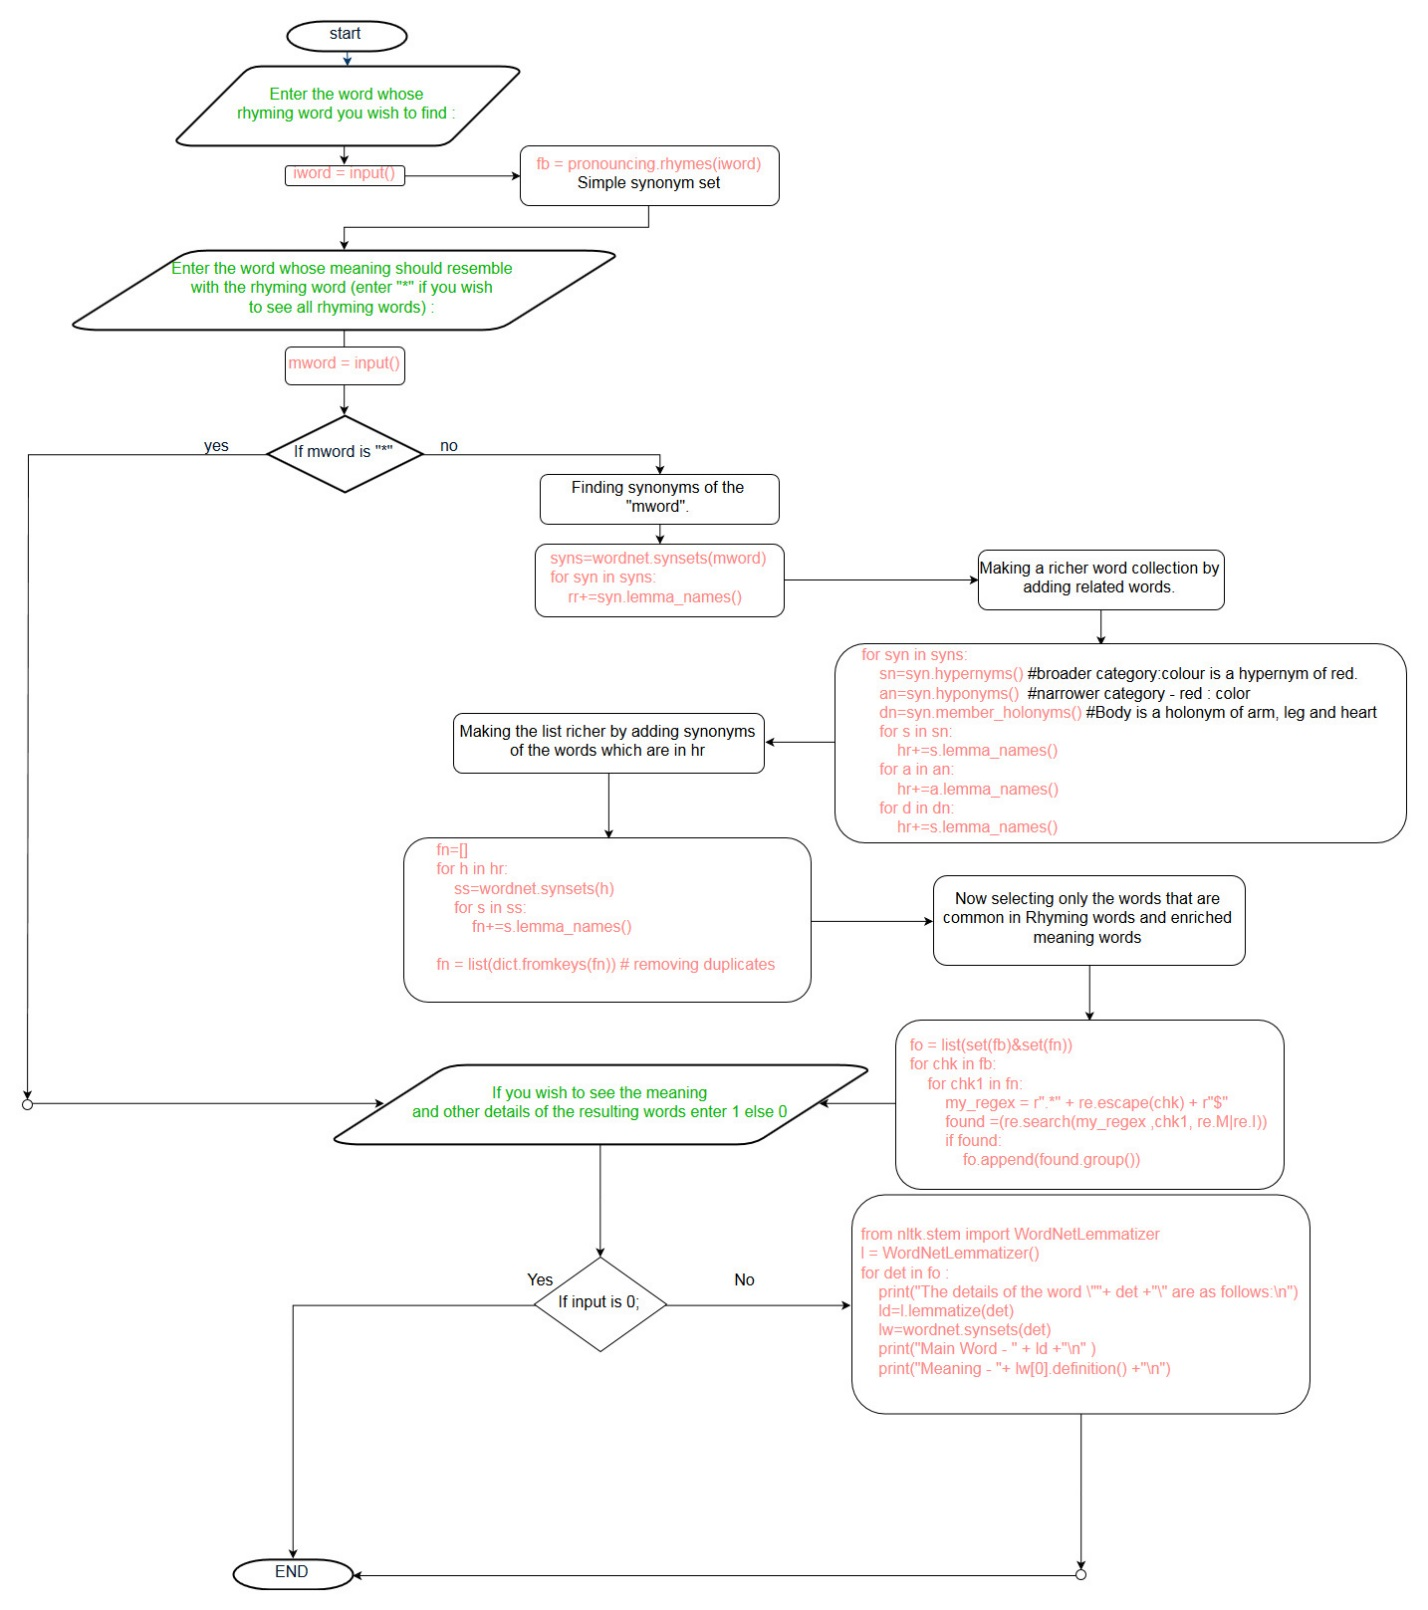 start
Enter the word whose
rhyming word you wish to find :
iword = input()
fb = pronouncing.rhymes(iword)
Simple synonym set
Enter the word whose meaning should resemble
with the rhyming word (enter "*" if you wish
to see all rhyming words) :
mword = input()
If mword is "*"
yes
no
Finding synonyms of the
"mword".
syns=wordnet.synsets(mword)
for syn in syns:
rr+=syn.lemma_names()
Making a richer word collection by
adding related words.
for syn in syns:
sn=syn.hypernyms() #broader category:colour is a hypernym of red.
an=syn.hyponyms()  #narrower category - red : color
dn=syn.member_holonyms() #Body is a holonym of arm, leg and heart
for s in sn:
hr+=s.lemma_names()
for a in an:
hr+=a.lemma_names()
for d in dn:
hr+=s.lemma_names()
Making the list richer by adding synonyms
of the words which are in hr
fn=[]
for h in hr:
ss=wordnet.synsets(h)
for s in ss:
fn+=s.lemma_names()
fn = list(dict.fromkeys(fn)) # removing duplicates
Now selecting only the words that are
common in Rhyming words and enriched
meaning words
fo = list(set(fb)&set(fn))
for chk in fb:
for chk1 in fn:
my_regex = r".*" + re.escape(chk) + r"$"
found =(re.search(my_regex ,chk1, re.M|re.I))
if found:
fo.append(found.group())
If you wish to see the meaning
and other details of the resulting words enter 1 else 0
If input is 0;
Yes
No
from nltk.stem import WordNetLemmatizer
l = WordNetLemmatizer()
for det in fo :
print("The details of the word \""+ det +"\" are as follows:\n")
ld=l.lemmatize(det)
lw=wordnet.synsets(det)
print("Main Word - " + ld +"\n" )
print("Meaning - "+ lw[0].definition() +"\n")
END